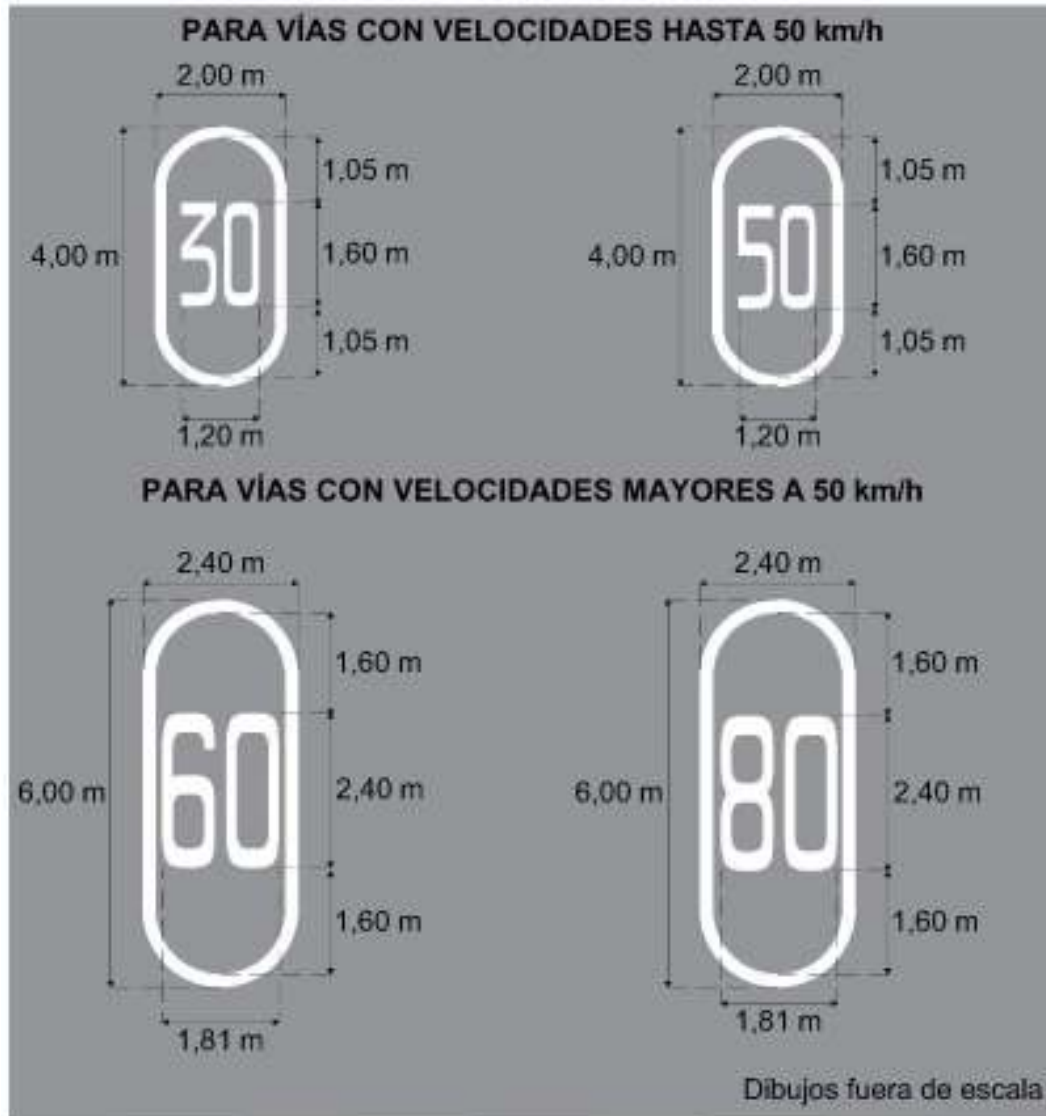 PARA VÍAS CON VELOCIDADES HASTA 50 km/h
2,00 m 2,00 m
1,05 m 1,05 m
30 50
4,00 m 1,60 m 4,00 m 1,60 m
1,05 m 1,05 m
1,20 m 1,20 m
PARA VÍAS CON VELOCIDADES MAYORES A 50 km/h
2,40 m 2,40 m
1,60 m 1,60 m
60 80
6,00 m 2,40 m 6,00 m 2,40 m
1,60 m 1,60 m
1,81 m 1,81 m
Dibujos fuera de escala